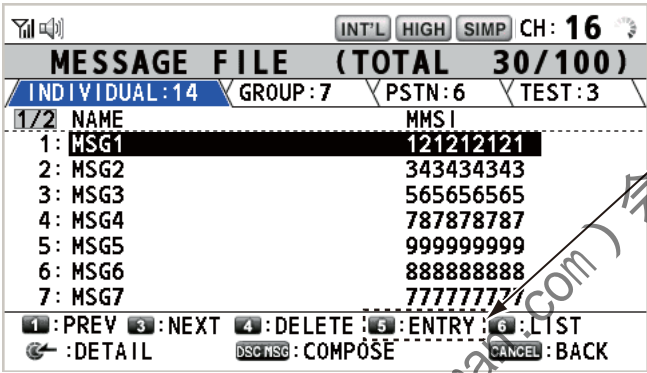 INT'L HIGH SIMP CH: 16
MESSAGE FILE (TOTAL 30/100)
INDIVIDUAL:14 GROUP:7 PSTN:6 TEST:3
1/2 NAME MMSI
1: MSG1 121212121
2: MSG2 343434343
3: MSG3 565656565
4: MSG4 787878787
5: MSG5 999999999
6: MSG6 888888888
7: MSG7 777777777
1 :PREV 3 :NEXT 4 :DELETE 5 :ENTRY 6 :LIST
:DETAIL DSC MSG : COMPOSE CANCEL : BACK
.com)